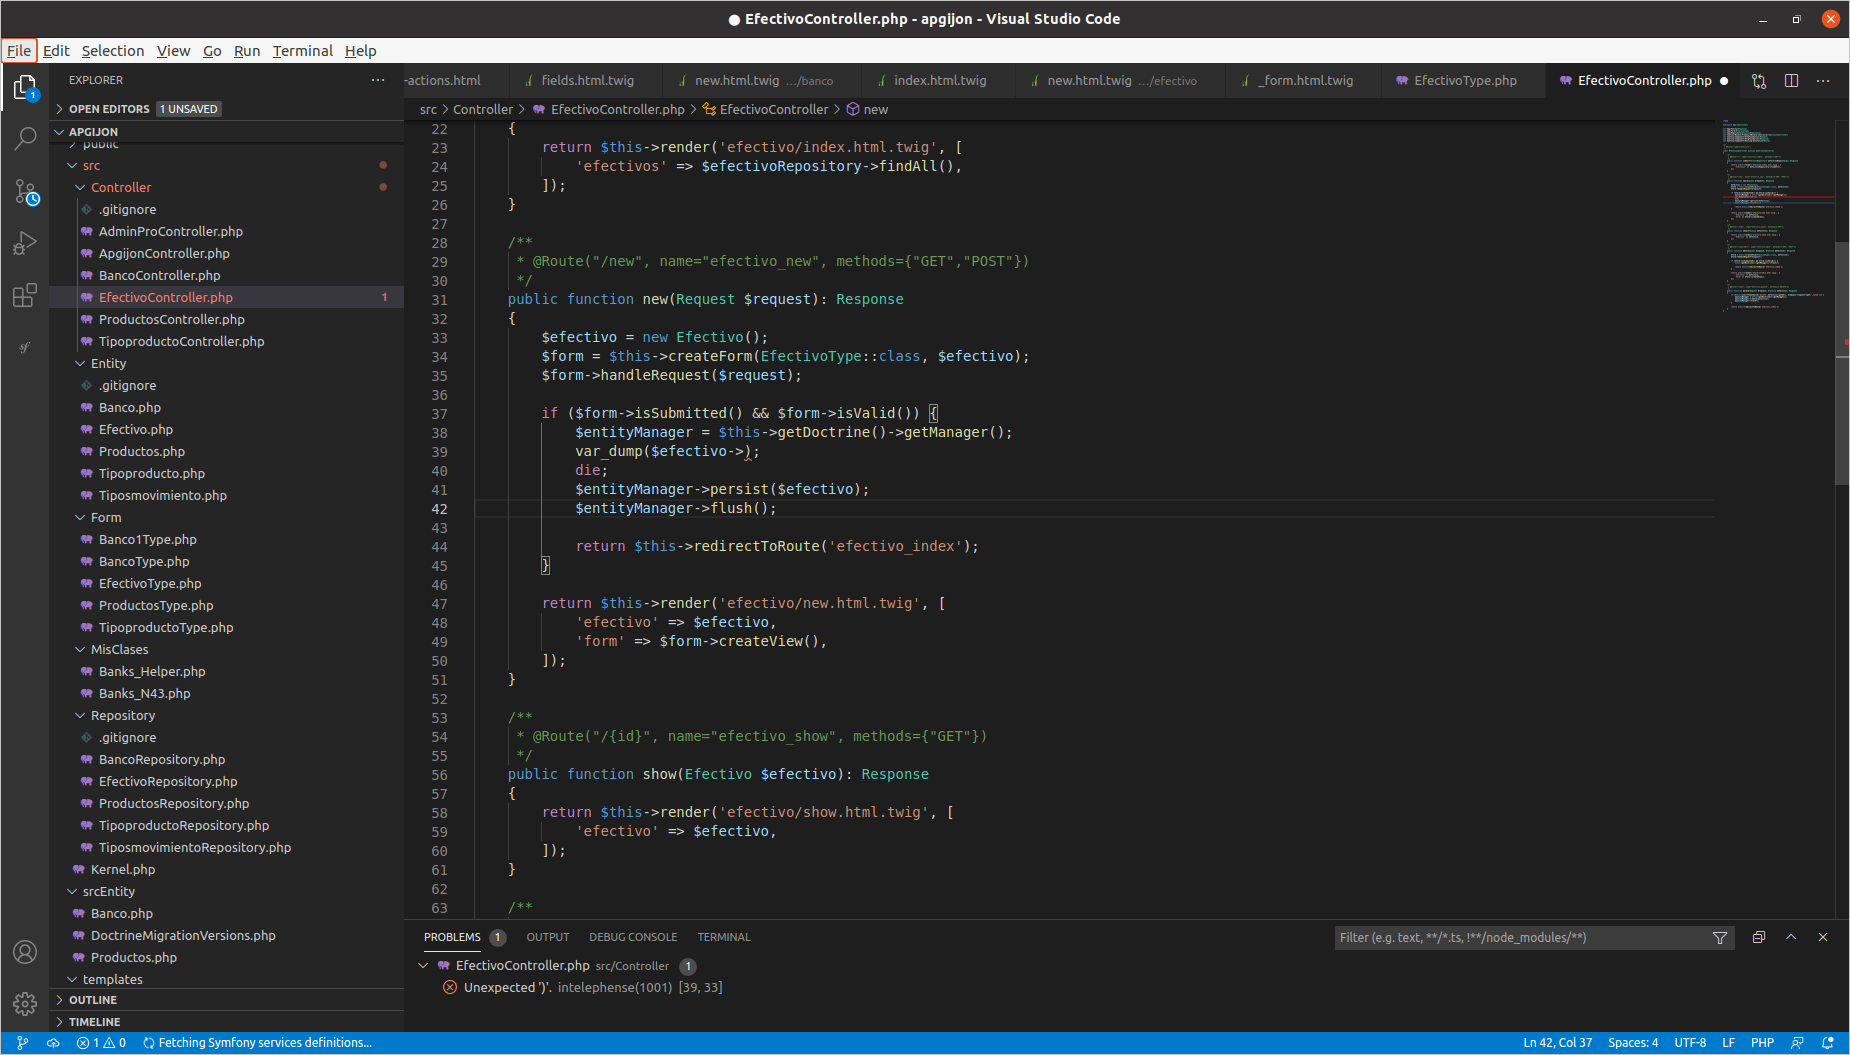 ● EfectivoController.php - apgijon - Visual Studio Code
File Edit Selection View Go Run Terminal Help
EXPLORER
OPEN EDITORS 1 UNSAVED
APGIJON
public
src
Controller
.gitignore
AdminProController.php
ApgijonController.php
BancoController.php
EfectivoController.php 1
ProductosController.php
TipoproductoController.php
Entity
.gitignore
Banco.php
Efectivo.php
Productos.php
Tipoproducto.php
Tiposmovimiento.php
Form
Banco1Type.php
BancoType.php
EfectivoType.php
ProductosType.php
TipoproductoType.php
MisClases
Banks_Helper.php
Banks_N43.php
Repository
.gitignore
BancoRepository.php
EfectivoRepository.php
ProductosRepository.php
TipoproductoRepository.php
TiposmovimientoRepository.php
Kernel.php
srcEntity
Banco.php
DoctrineMigrationVersions.php
Productos.php
templates
OUTLINE
TIMELINE
-actions.html fields.html.twig new.html.twig .../banco index.html.twig new.html.twig .../efectivo _form.html.twig EfectivoType.php EfectivoController.php ●
src > Controller > EfectivoController.php > EfectivoController > new
22 {
23 return $this->render('efectivo/index.html.twig', [
24 'efectivos' => $efectivoRepository->findAll(),
25 ]);
26 }
27
28 /**
29 * @Route("/new", name="efectivo_new", methods={"GET","POST"})
30 */
31 public function new(Request $request): Response
32 {
33 $efectivo = new Efectivo();
34 $form = $this->createForm(EfectivoType::class, $efectivo);
35 $form->handleRequest($request);
36
37 if ($form->isSubmitted() && $form->isValid()) {
38 $entityManager = $this->getDoctrine()->getManager();
39 var_dump($efectivo->);
40 die;
41 $entityManager->persist($efectivo);
42 $entityManager->flush();
43
44 return $this->redirectToRoute('efectivo_index');
45 }
46
47 return $this->render('efectivo/new.html.twig', [
48 'efectivo' => $efectivo,
49 'form' => $form->createView(),
50 ]);
51 }
52
53 /**
54 * @Route("/{id}", name="efectivo_show", methods={"GET"})
55 */
56 public function show(Efectivo $efectivo): Response
57 {
58 return $this->render('efectivo/show.html.twig', [
59 'efectivo' => $efectivo,
60 ]);
61 }
62
63 /**
PROBLEMS 1 OUTPUT DEBUG CONSOLE TERMINAL Filter (e.g. text, **/*.ts, !**/node_modules/**)
EfectivoController.php src/Controller 1
Unexpected ')'. intelephense(1001) [39, 33]
1 0 Fetching Symfony services definitions... Ln 42, Col 37 Spaces: 4 UTF-8 LF PHP